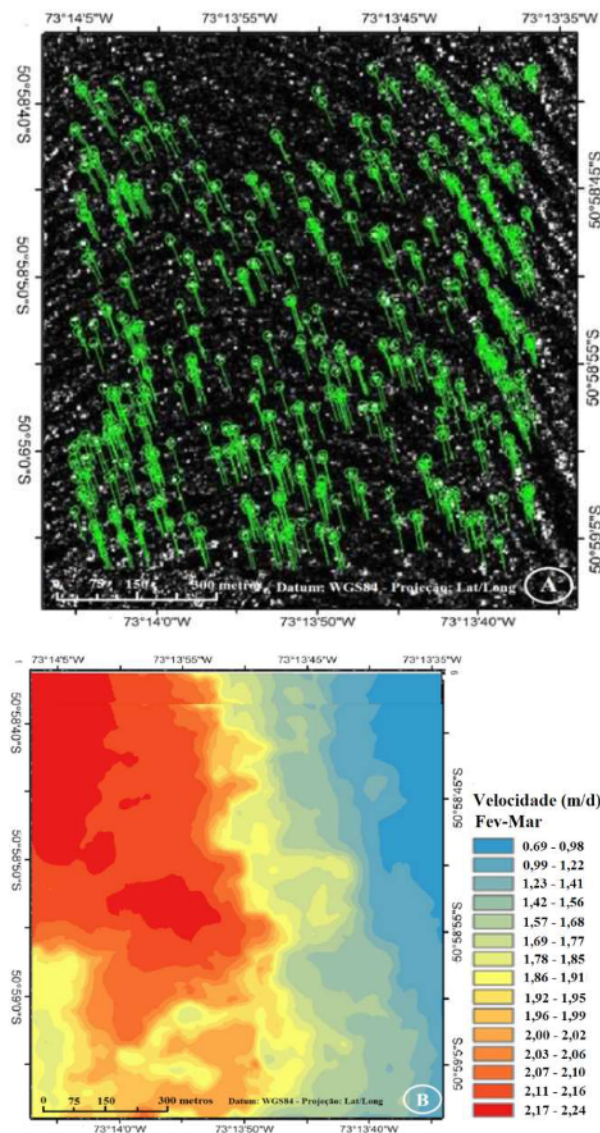 73°14'5"W 73°13'55"W 73°13'45"W 73°13'35"W
50°58'40"S
50°58'50"S
50°59'0"S
50°58'45"S
50°58'55"S
50°59'5"S
0 75 150 300 metros Datum: WGS84 - Projeção: Lat/Long A
73°14'0"W 73°13'50"W 73°13'40"W
73°14'5"W 73°13'55"W 73°13'45"W 73°13'35"W
50°58'40"S
50°58'50"S
50°59'0"S
50°58'45"S
50°58'55"S
50°59'5"S
0 75 150 300 metros Datum: WGS84 - Projeção: Lat/Long B
73°14'0"W 73°13'50"W 73°13'40"W
Velocidade (m/d)
Fev-Mar
0.69 - 0,98
0,99 - 1,22
1,23 - 1,41
1,42 - 1,56
1,57 - 1,68
1,69 - 1,77
1,78 - 1,85
1,86 - 1,91
1,92 - 1,95
1,96 - 1,99
2,00 - 2,02
2,03 - 2,06
2,07 - 2,10
2,11 - 2,16
2,17 - 2,24